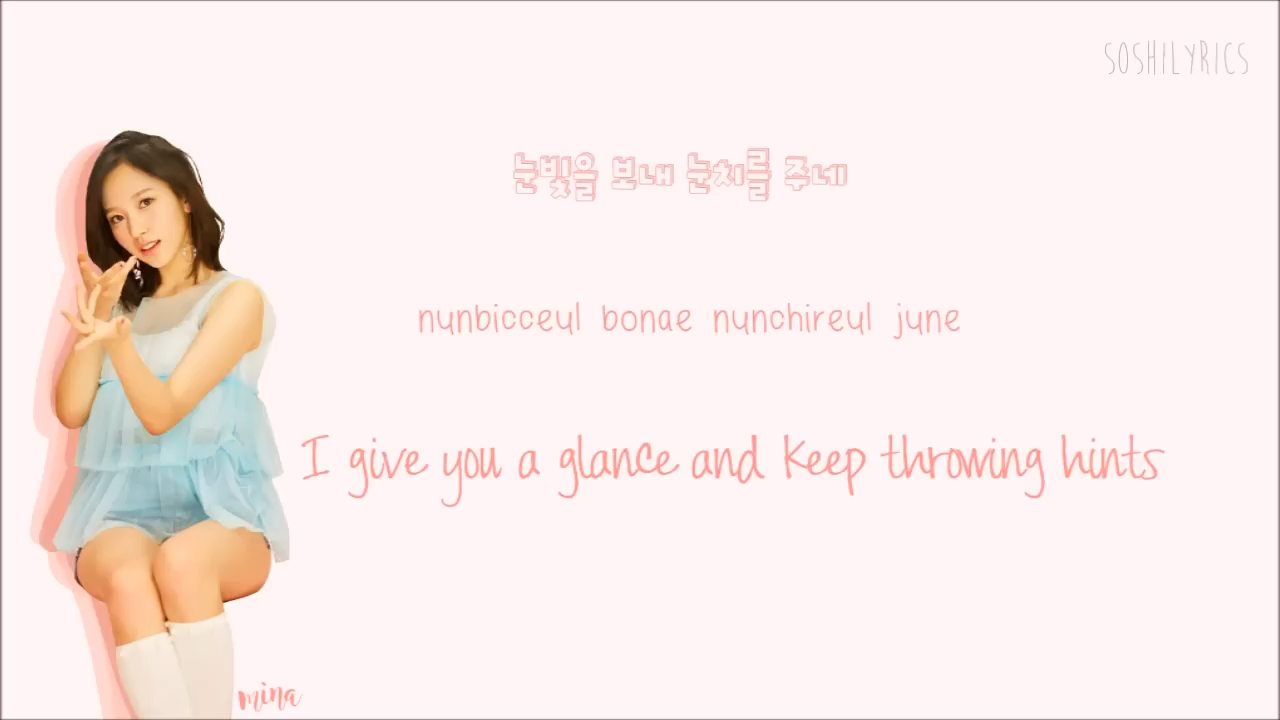 SOSHILYRICS
눈빛을 보내 눈치를 주네
nunbicceul bonae nunchireul june
I give you a glance and keep throwing hints
mina